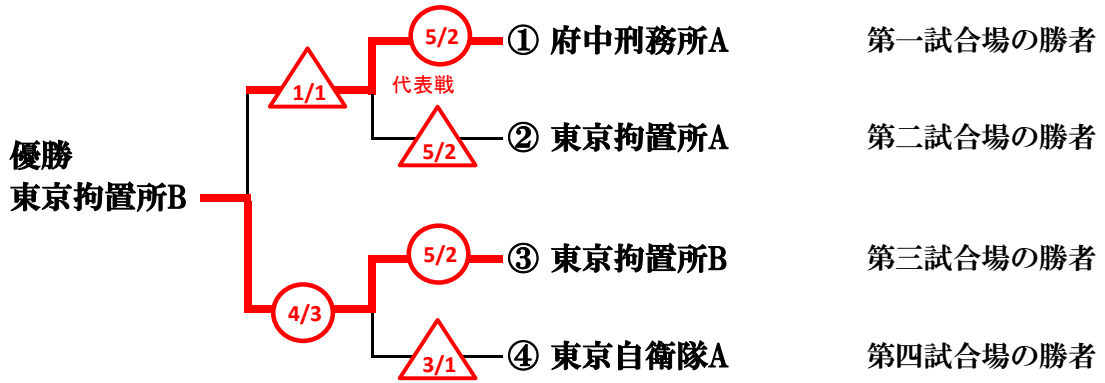 5/2
① 府中刑務所A 第一試合場の勝者
1/1
代表戦
5/2
② 東京拘置所A 第二試合場の勝者
優勝
東京拘置所B
5/2
③ 東京拘置所B 第三試合場の勝者
4/3
3/1
④ 東京自衛隊A 第四試合場の勝者